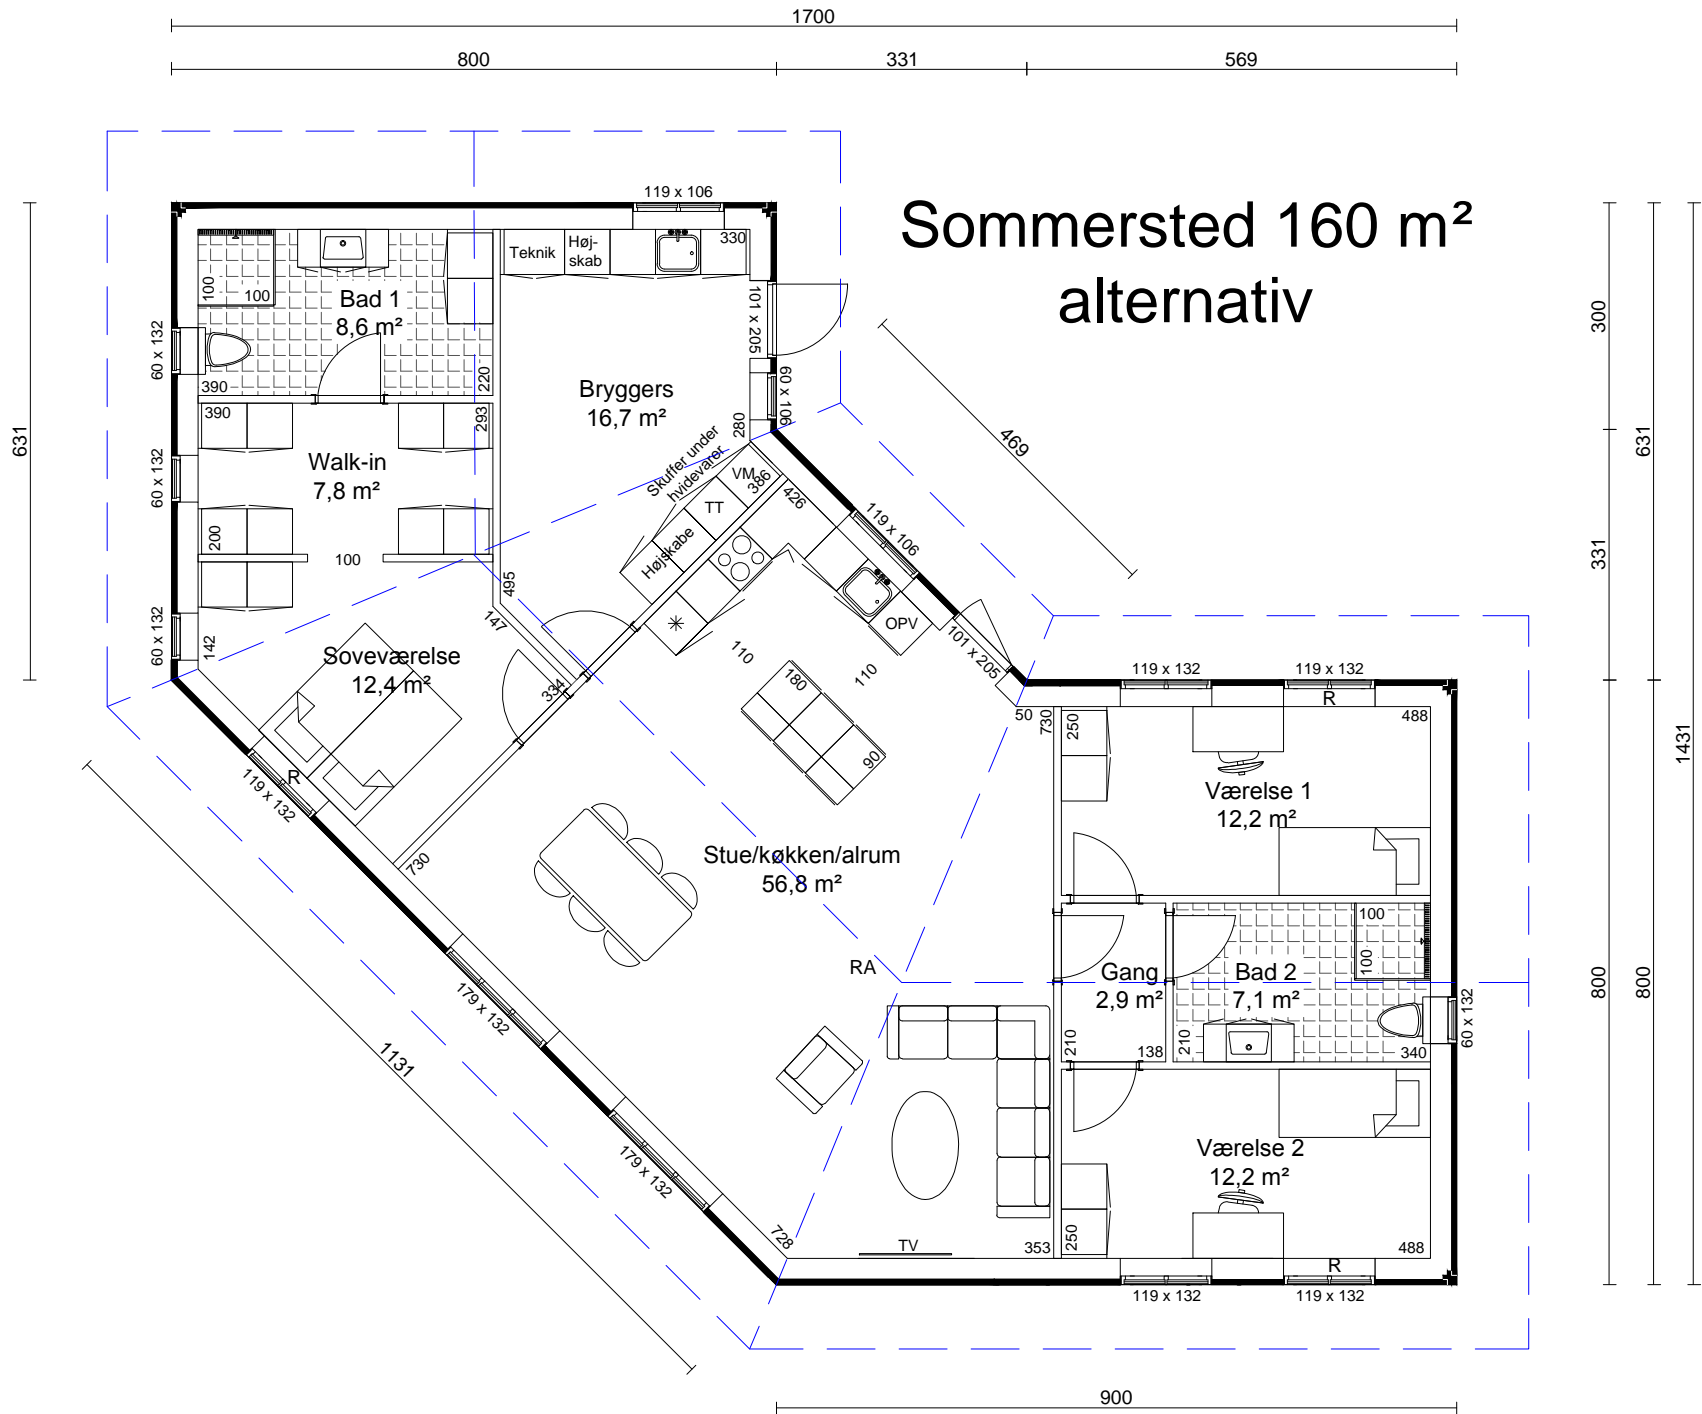 1700
800
331
569
Sommersted 160 m²
alternativ
119 x 106
330
Teknik
Høj-
skab
100
100
Bad 1
8,6 m²
60 x 132
390
220
101 x 205
60 x 106
300
631
Bryggers
16,7 m²
280
390
293
Walk-in
7,8 m²
60 x 132
200
100
Skuffer under
hvidevarer
VM
386
TT
Højskabe
426
119 x 106
469
631
331
631
1431
495
147
60 x 132
142
Soveværelse
12,4 m²
334
OPV
101 x 205
110
110
180
90
R
119 x 132
730
119 x 132
119 x 132
R
50
730
250
488
Værelse 1
12,2 m²
Stue/køkken/alrum
56,8 m²
RA
100
100
Gang
2,9 m²
Bad 2
7,1 m²
60 x 132
800
800
210
138
210
340
179 x 132
1131
179 x 132
Værelse 2
12,2 m²
728
TV
353
250
488
R
119 x 132
119 x 132
900